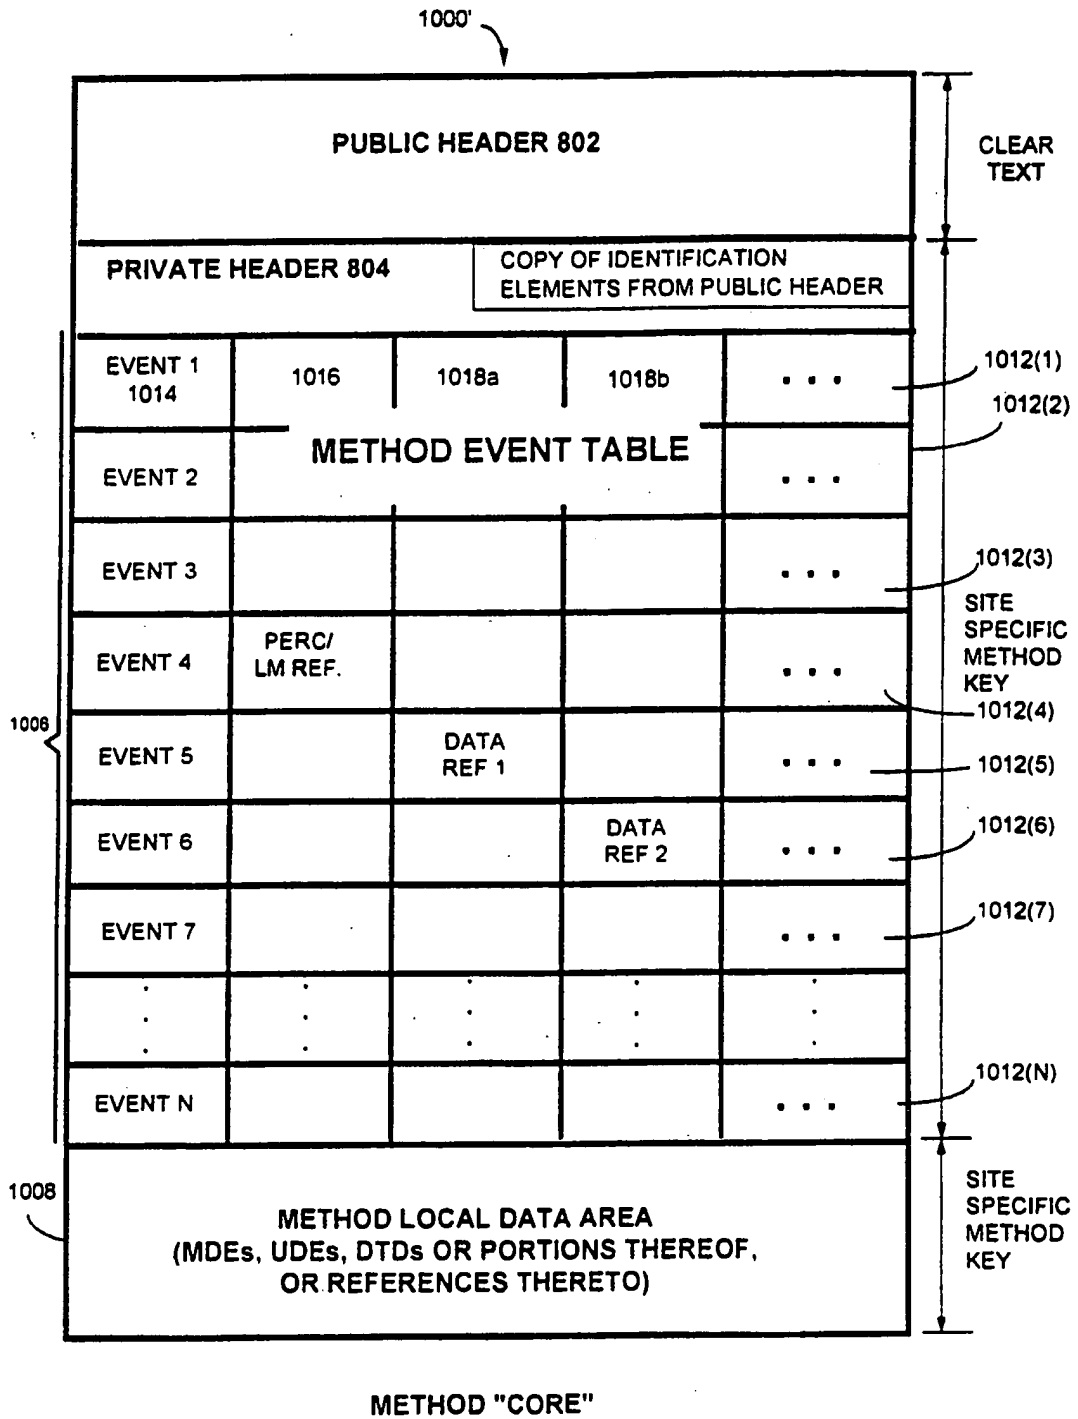 1000'
PUBLIC HEADER 802
CLEAR
TEXT
PRIVATE HEADER 804
COPY OF IDENTIFICATION
ELEMENTS FROM PUBLIC HEADER
EVENT 1
1014
1016
1018a
1018b
. . .
1012(1)
1012(2)
METHOD EVENT TABLE
EVENT 2
. . .
EVENT 3
. . .
1012(3)
SITE
SPECIFIC
METHOD
KEY
EVENT 4
PERC/
LM REF.
. . .
1012(4)
1006
EVENT 5
DATA
REF 1
. . .
1012(5)
EVENT 6
DATA
REF 2
. . .
1012(6)
EVENT 7
. . .
1012(7)
EVENT N
. . .
1012(N)
1008
METHOD LOCAL DATA AREA
(MDEs, UDEs, DTDs OR PORTIONS THEREOF,
OR REFERENCES THERETO)
SITE
SPECIFIC
METHOD
KEY
METHOD "CORE"